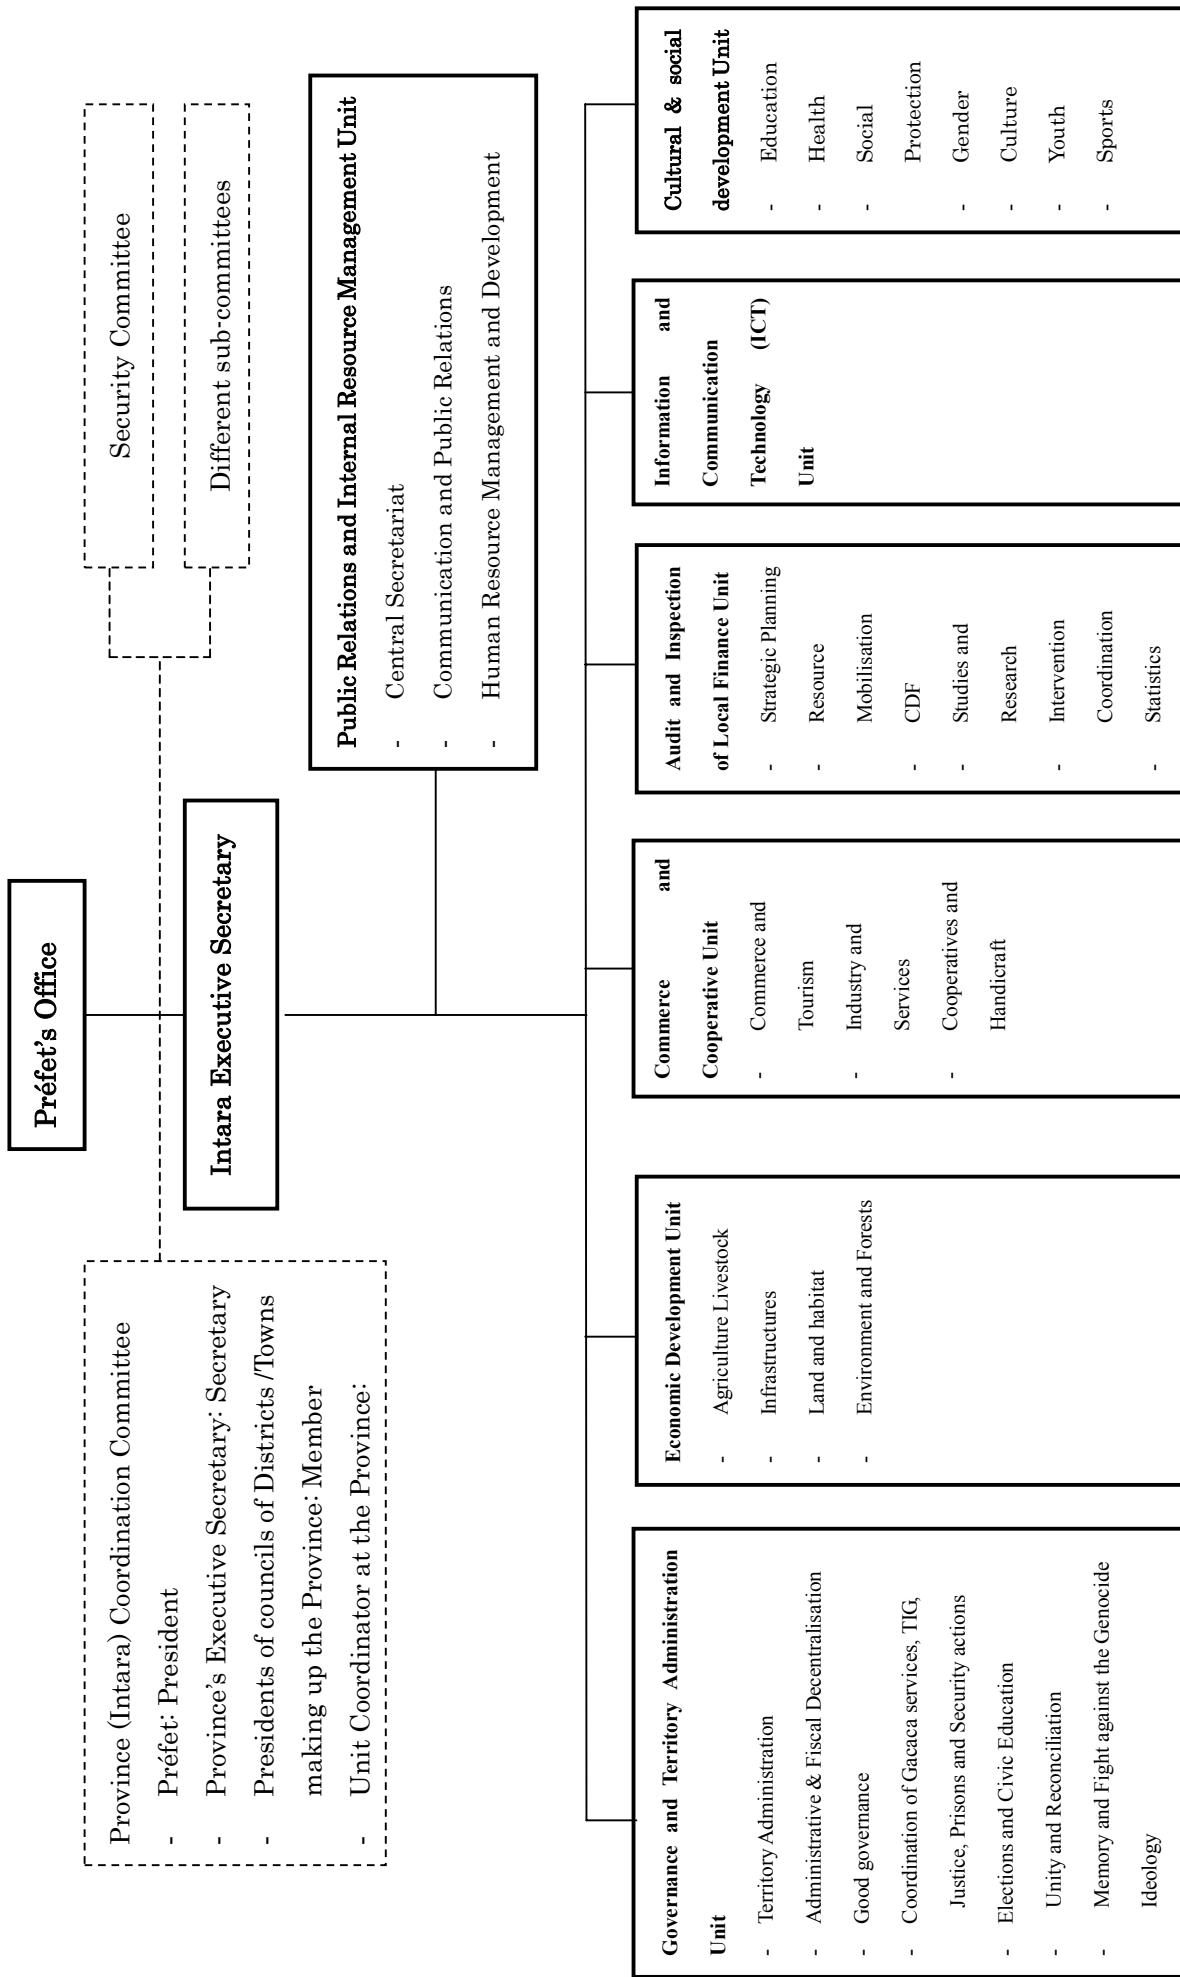 Préfet's Office
Security Committee
Different sub-committees
Province (Intara) Coordination Committee
- Préfet: President
- Province's Executive Secretary: Secretary
- Presidents of councils of Districts /Towns
making up the Province: Member
- Unit Coordinator at the Province:
Intara Executive Secretary
Public Relations and Internal Resource Management Unit
- Central Secretariat
- Communication and Public Relations
- Human Resource Management and Development
Governance and Territory Administration
Unit
- Territory Administration
- Administrative & Fiscal Decentralisation
- Good governance
- Coordination of Gacaca services, TIG,
Justice, Prisons and Security actions
- Elections and Civic Education
- Unity and Reconciliation
- Memory and Fight against the Genocide
Ideology
Economic Development Unit
- Agriculture Livestock
- Infrastructures
- Land and habitat
- Environment and Forests
Commerce and
Cooperative Unit
- Commerce and
Tourism
- Industry and
Services
- Cooperatives and
Handicraft
Audit and Inspection
of Local Finance Unit
- Strategic Planning
- Resource
Mobilisation
- CDF
- Studies and
Research
- Intervention
Coordination
- Statistics
Information and
Communication
Technology (ICT)
Unit
Cultural & social
development Unit
- Education
- Health
- Social
Protection
- Gender
- Culture
- Youth
- Sports